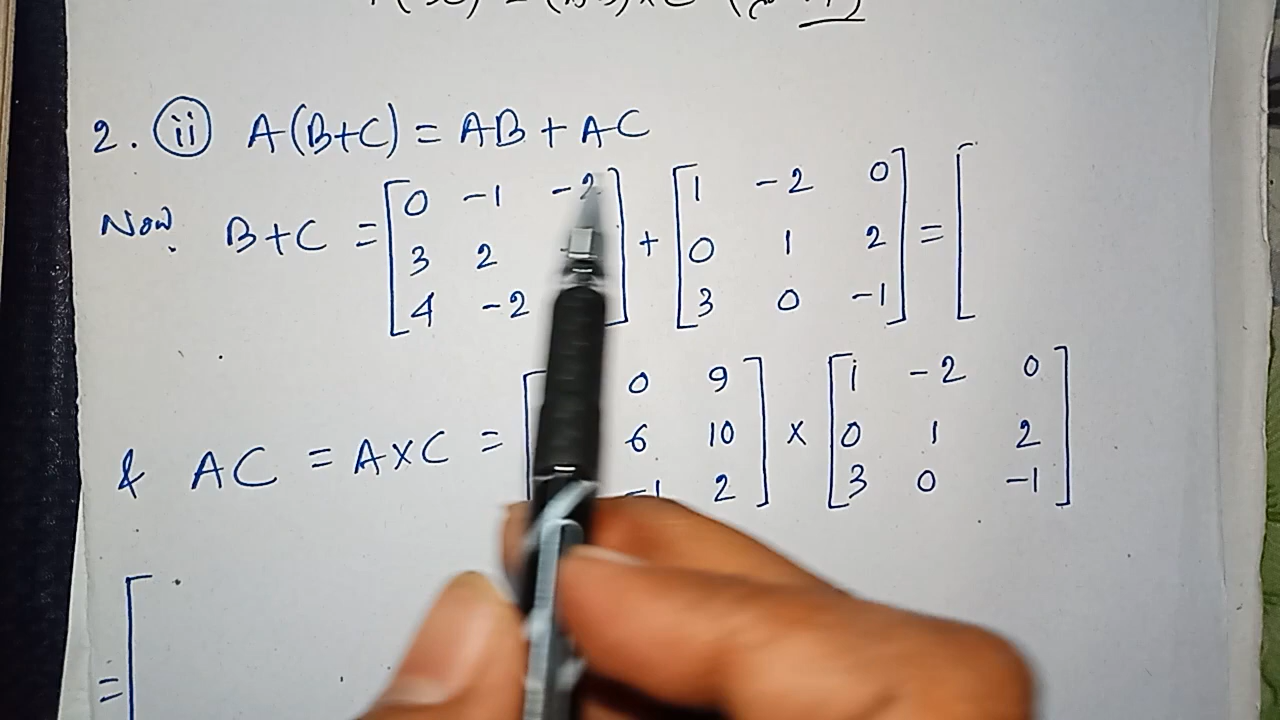 2. (ii) A(B+C) = AB + AC
Now. B+C = [0 -1 -2 3 2 4 -2] + [1 -2 0 0 1 2 3 0 -1] = [
& AC = A×C = [0 9 6 10 -1 2] × [1 -2 0 0 1 2 3 0 -1]
= [